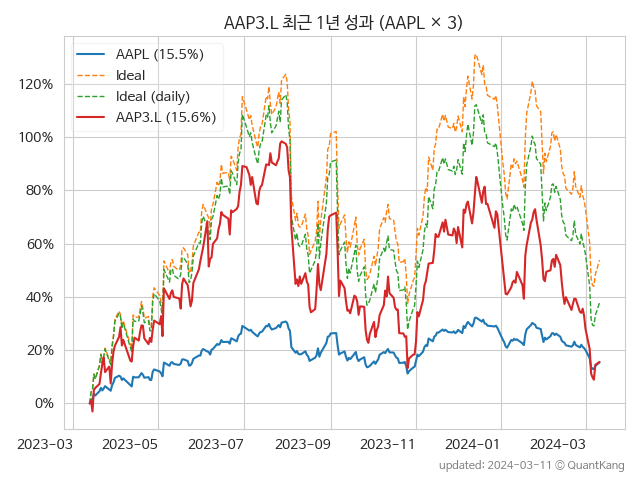 AAP3.L 최근 1년 성과 (AAPL × 3)
AAPL (15.5%)
Ideal
Ideal (daily)
AAP3.L (15.6%)
120%
100%
80%
60%
40%
20%
0%
2023-03 2023-05 2023-07 2023-09 2023-11 2024-01 2024-03
updated: 2024-03-11 © QuantKang